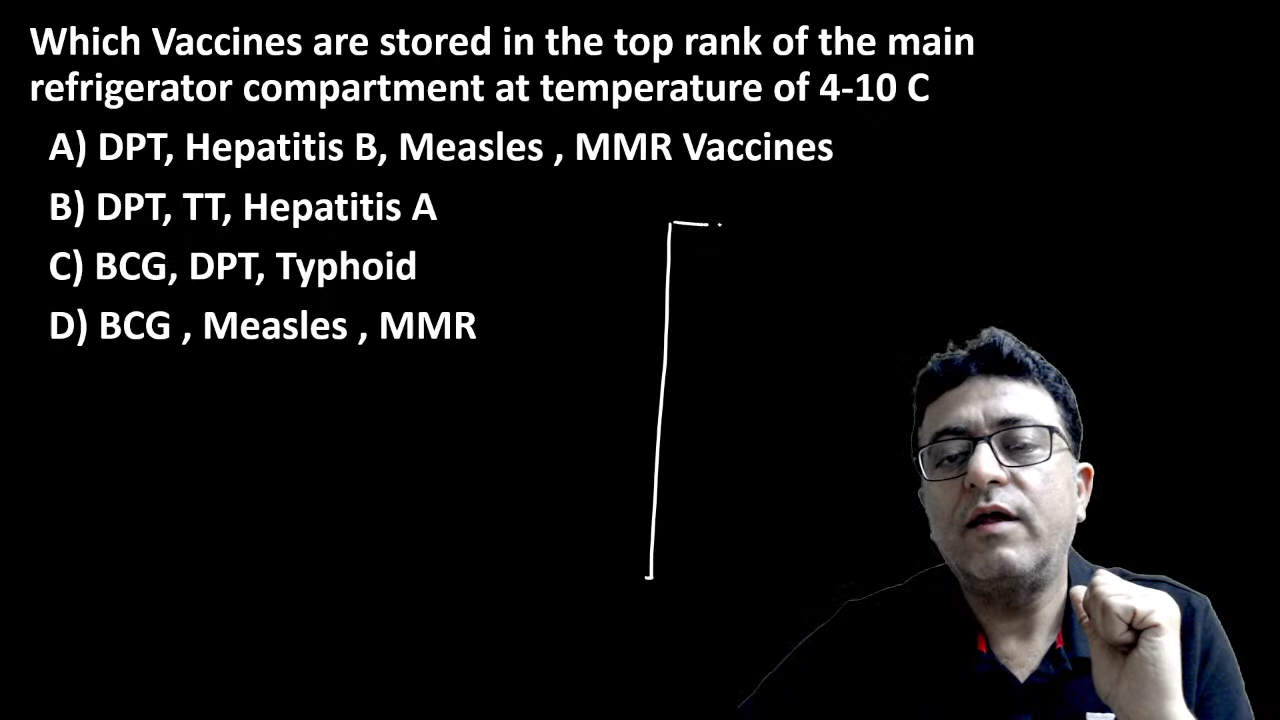 Which Vaccines are stored in the top rank of the main
refrigerator compartment at temperature of 4-10 C
A) DPT, Hepatitis B, Measles , MMR Vaccines
B) DPT, TT, Hepatitis A
C) BCG, DPT, Typhoid
D) BCG , Measles , MMR